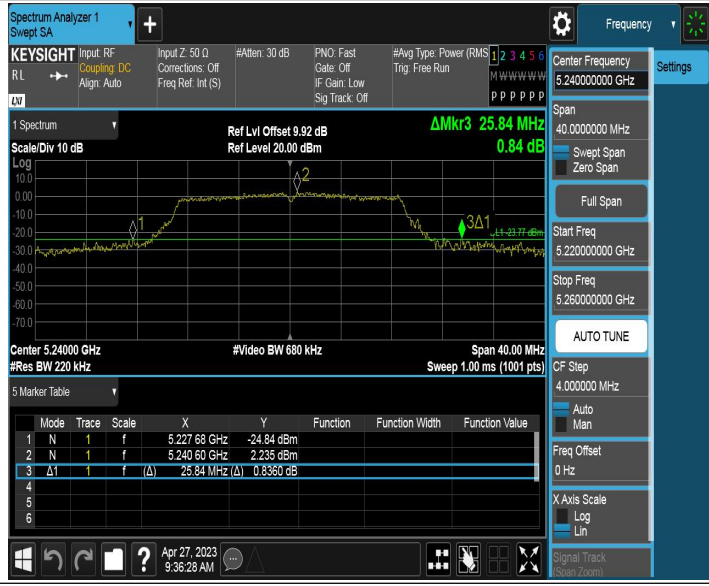 Spectrum Analyzer 1
Swept SA
+
Frequency
KEYSIGHT Input: RF Input Z: 50 Ω #Atten: 30 dB PNO: Fast #Avg Type: Power (RMS 1 2 3 4 5 6
RL Coupling: DC Corrections: Off Gate: Off Trig: Free Run M W W W W W
Align: Auto Freq Ref: Int (S) IF Gain: Low
LXI Sig Track: Off P P P P P P
Center Frequency
5.240000000 GHz
Settings
Span
40.0000000 MHz
Swept Span
Zero Span
Full Span
Start Freq
5.220000000 GHz
Stop Freq
5.260000000 GHz
AUTO TUNE
CF Step
4.000000 MHz
Auto
Man
Freq Offset
0 Hz
X Axis Scale
Log
Lin
Signal Track
(Span Zoom)
1 Spectrum
Scale/Div 10 dB
Ref Lvl Offset 9.92 dB
Ref Level 20.00 dBm
ΔMkr3 25.84 MHz
0.84 dB
Log
10.0
0.00
-10.0
-20.0
-30.0
-40.0
-50.0
-60.0
-70.0
1
2
3Δ1
L1 -23.77 dBm
Center 5.24000 GHz #Video BW 680 kHz Span 40.00 MHz
#Res BW 220 kHz Sweep 1.00 ms (1001 pts)
5 Marker Table
Mode Trace Scale X Y Function Function Width Function Value
1 N 1 f 5.227 68 GHz -24.84 dBm
2 N 1 f 5.240 60 GHz 2.235 dBm
3 Δ1 1 f (Δ) 25.84 MHz (Δ) 0.8360 dB
4
5
6
?
Apr 27, 2023
9:36:28 AM